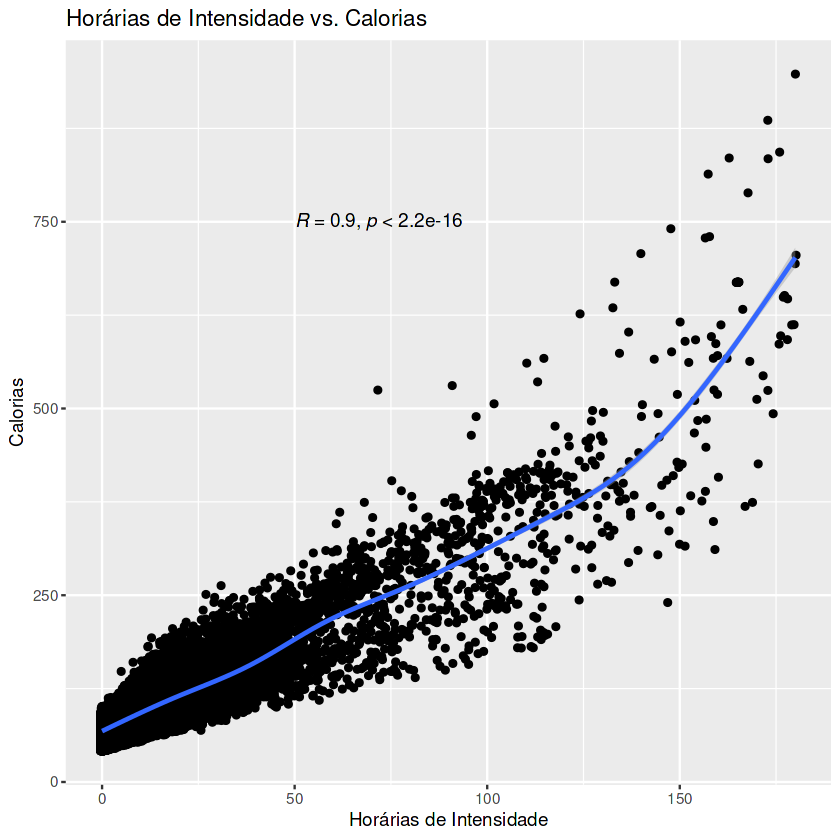 Horárias de Intensidade vs. Calorias
R = 0.9, p < 2.2e-16
Calorias
750
500
250
0
0 50 100 150
Horárias de Intensidade